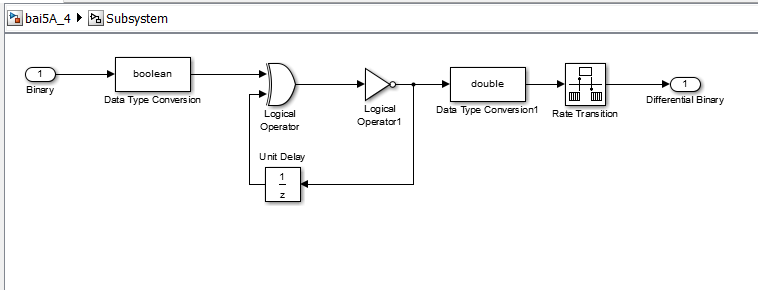 bai5A_4 Subsystem
1
Binary
boolean
Data Type Conversion
Logical
Operator
Logical
Operator1
double
Data Type Conversion1
Rate Transition
1
Differential Binary
Unit Delay
1
z